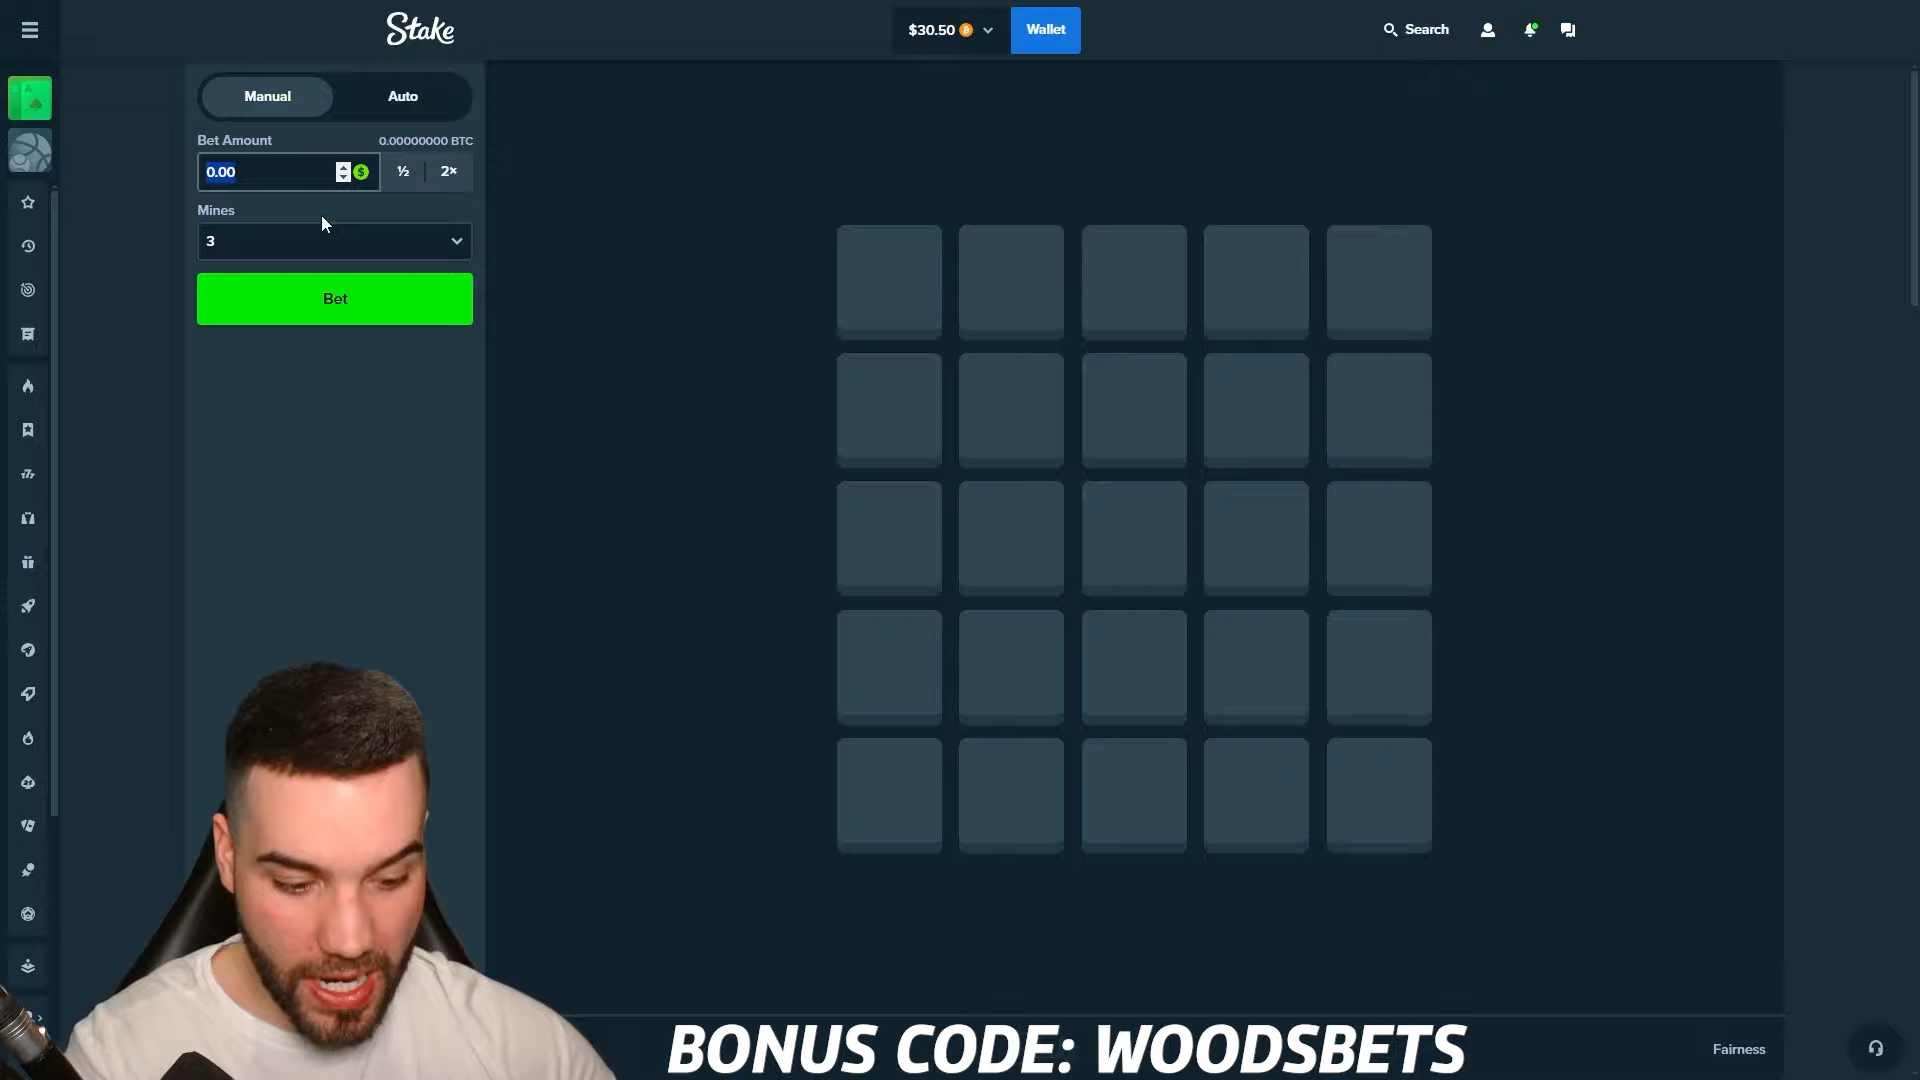 Stake
$30.50
Wallet
Search
Manual
Auto
Bet Amount
0.00000000 BTC
0.00
½
2×
Mines
3
Bet
BONUS CODE: WOODSBETS
Fairness